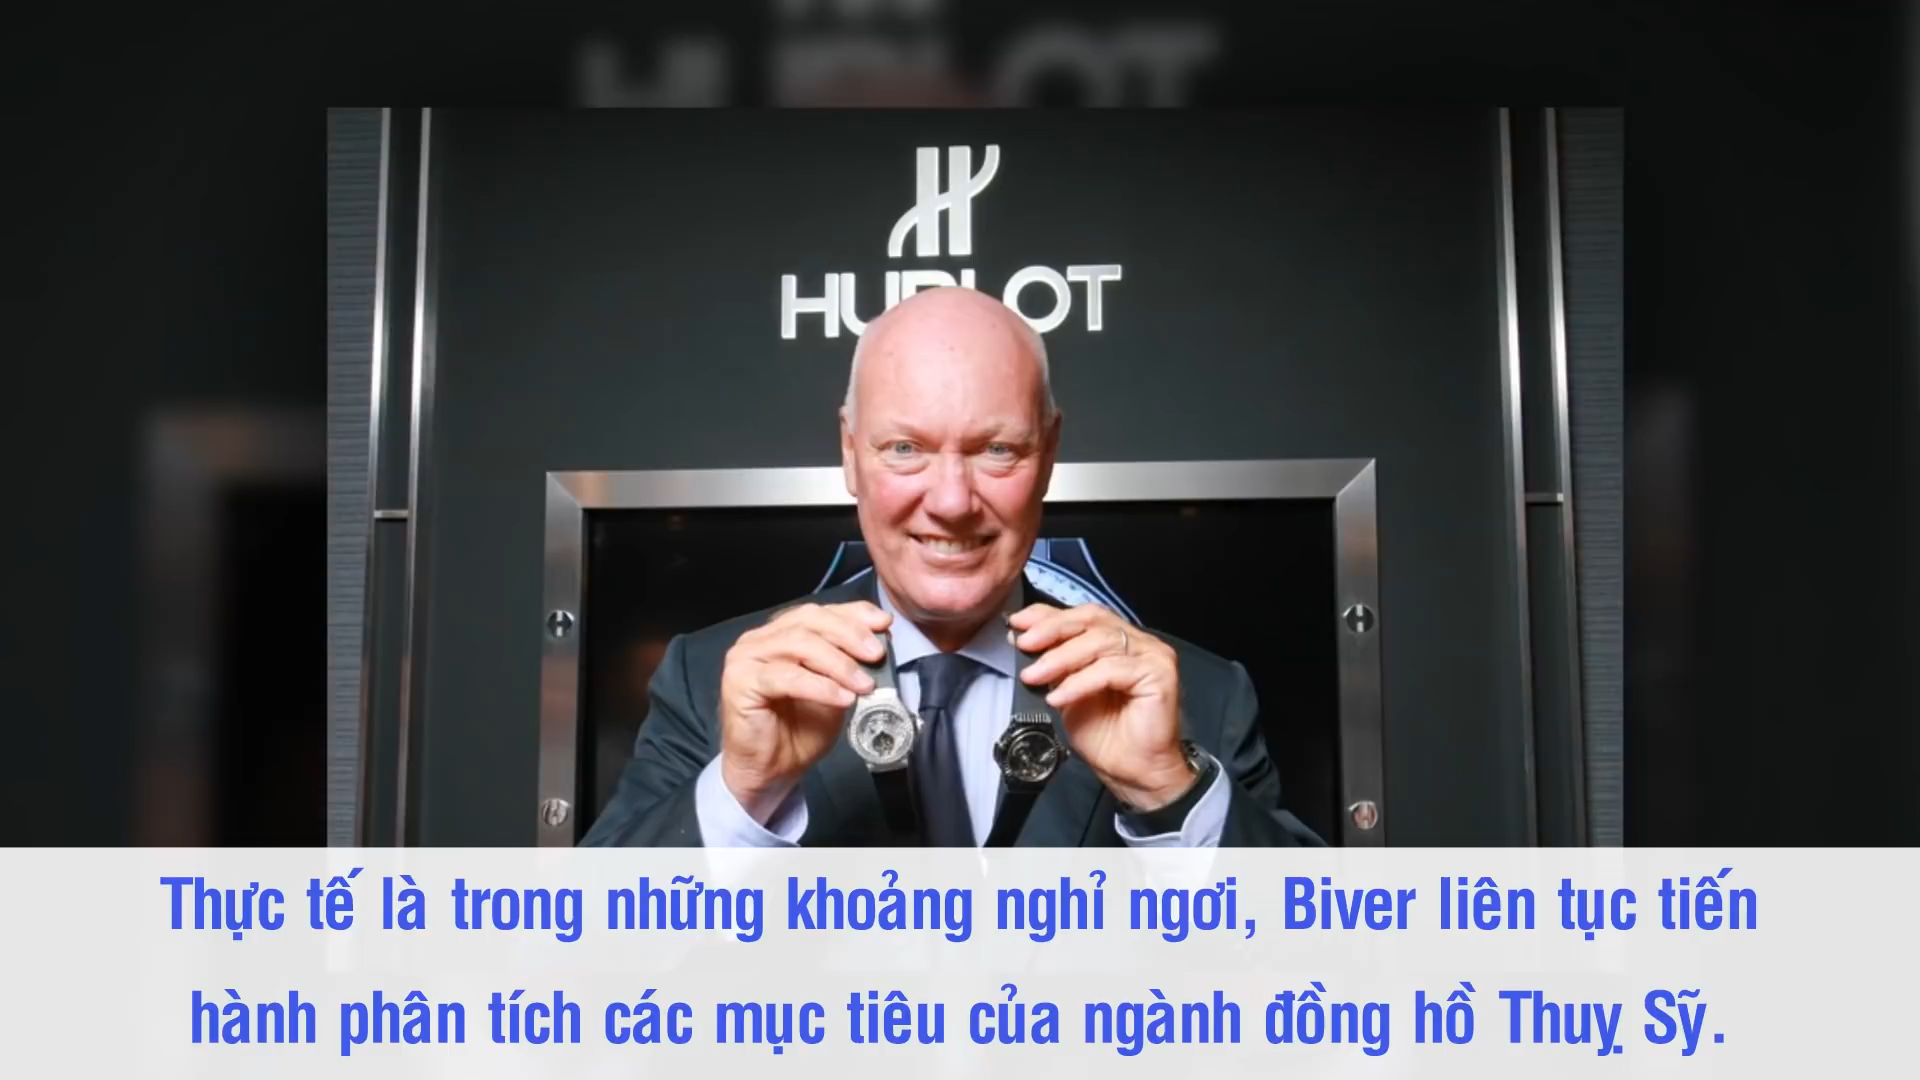 HUBLOT
Thực tế là trong những khoảng nghỉ ngơi, Biver liên tục tiến
hành phân tích các mục tiêu của ngành đồng hồ Thuỵ Sỹ.